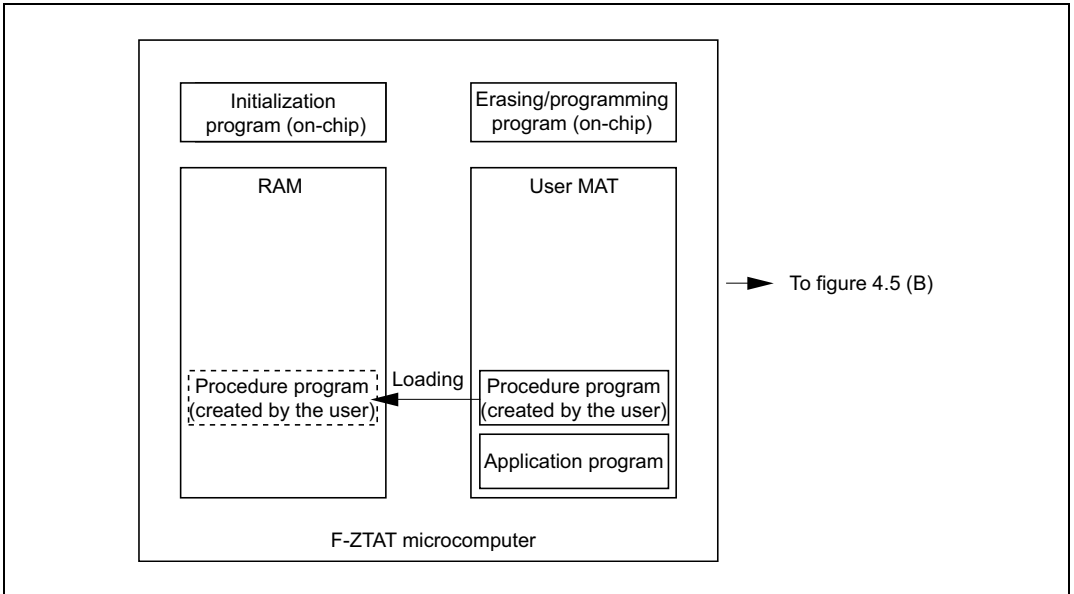 Initialization
program (on-chip)
Erasing/programming
program (on-chip)
RAM
User MAT
To figure 4.5 (B)
Procedure program
(created by the user)
Loading
Procedure program
(created by the user)
Application program
F-ZTAT microcomputer